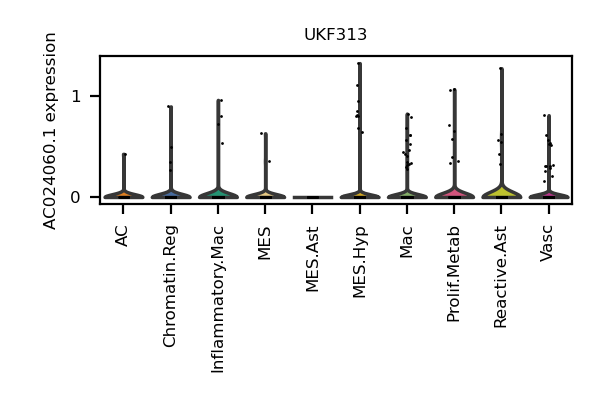 UKF313
AC024060.1 expression
1
0
AC
Chromatin.Reg
Inflammatory.Mac
MES
MES.Ast
MES.Hyp
Mac
Prolif.Metab
Reactive.Ast
Vasc